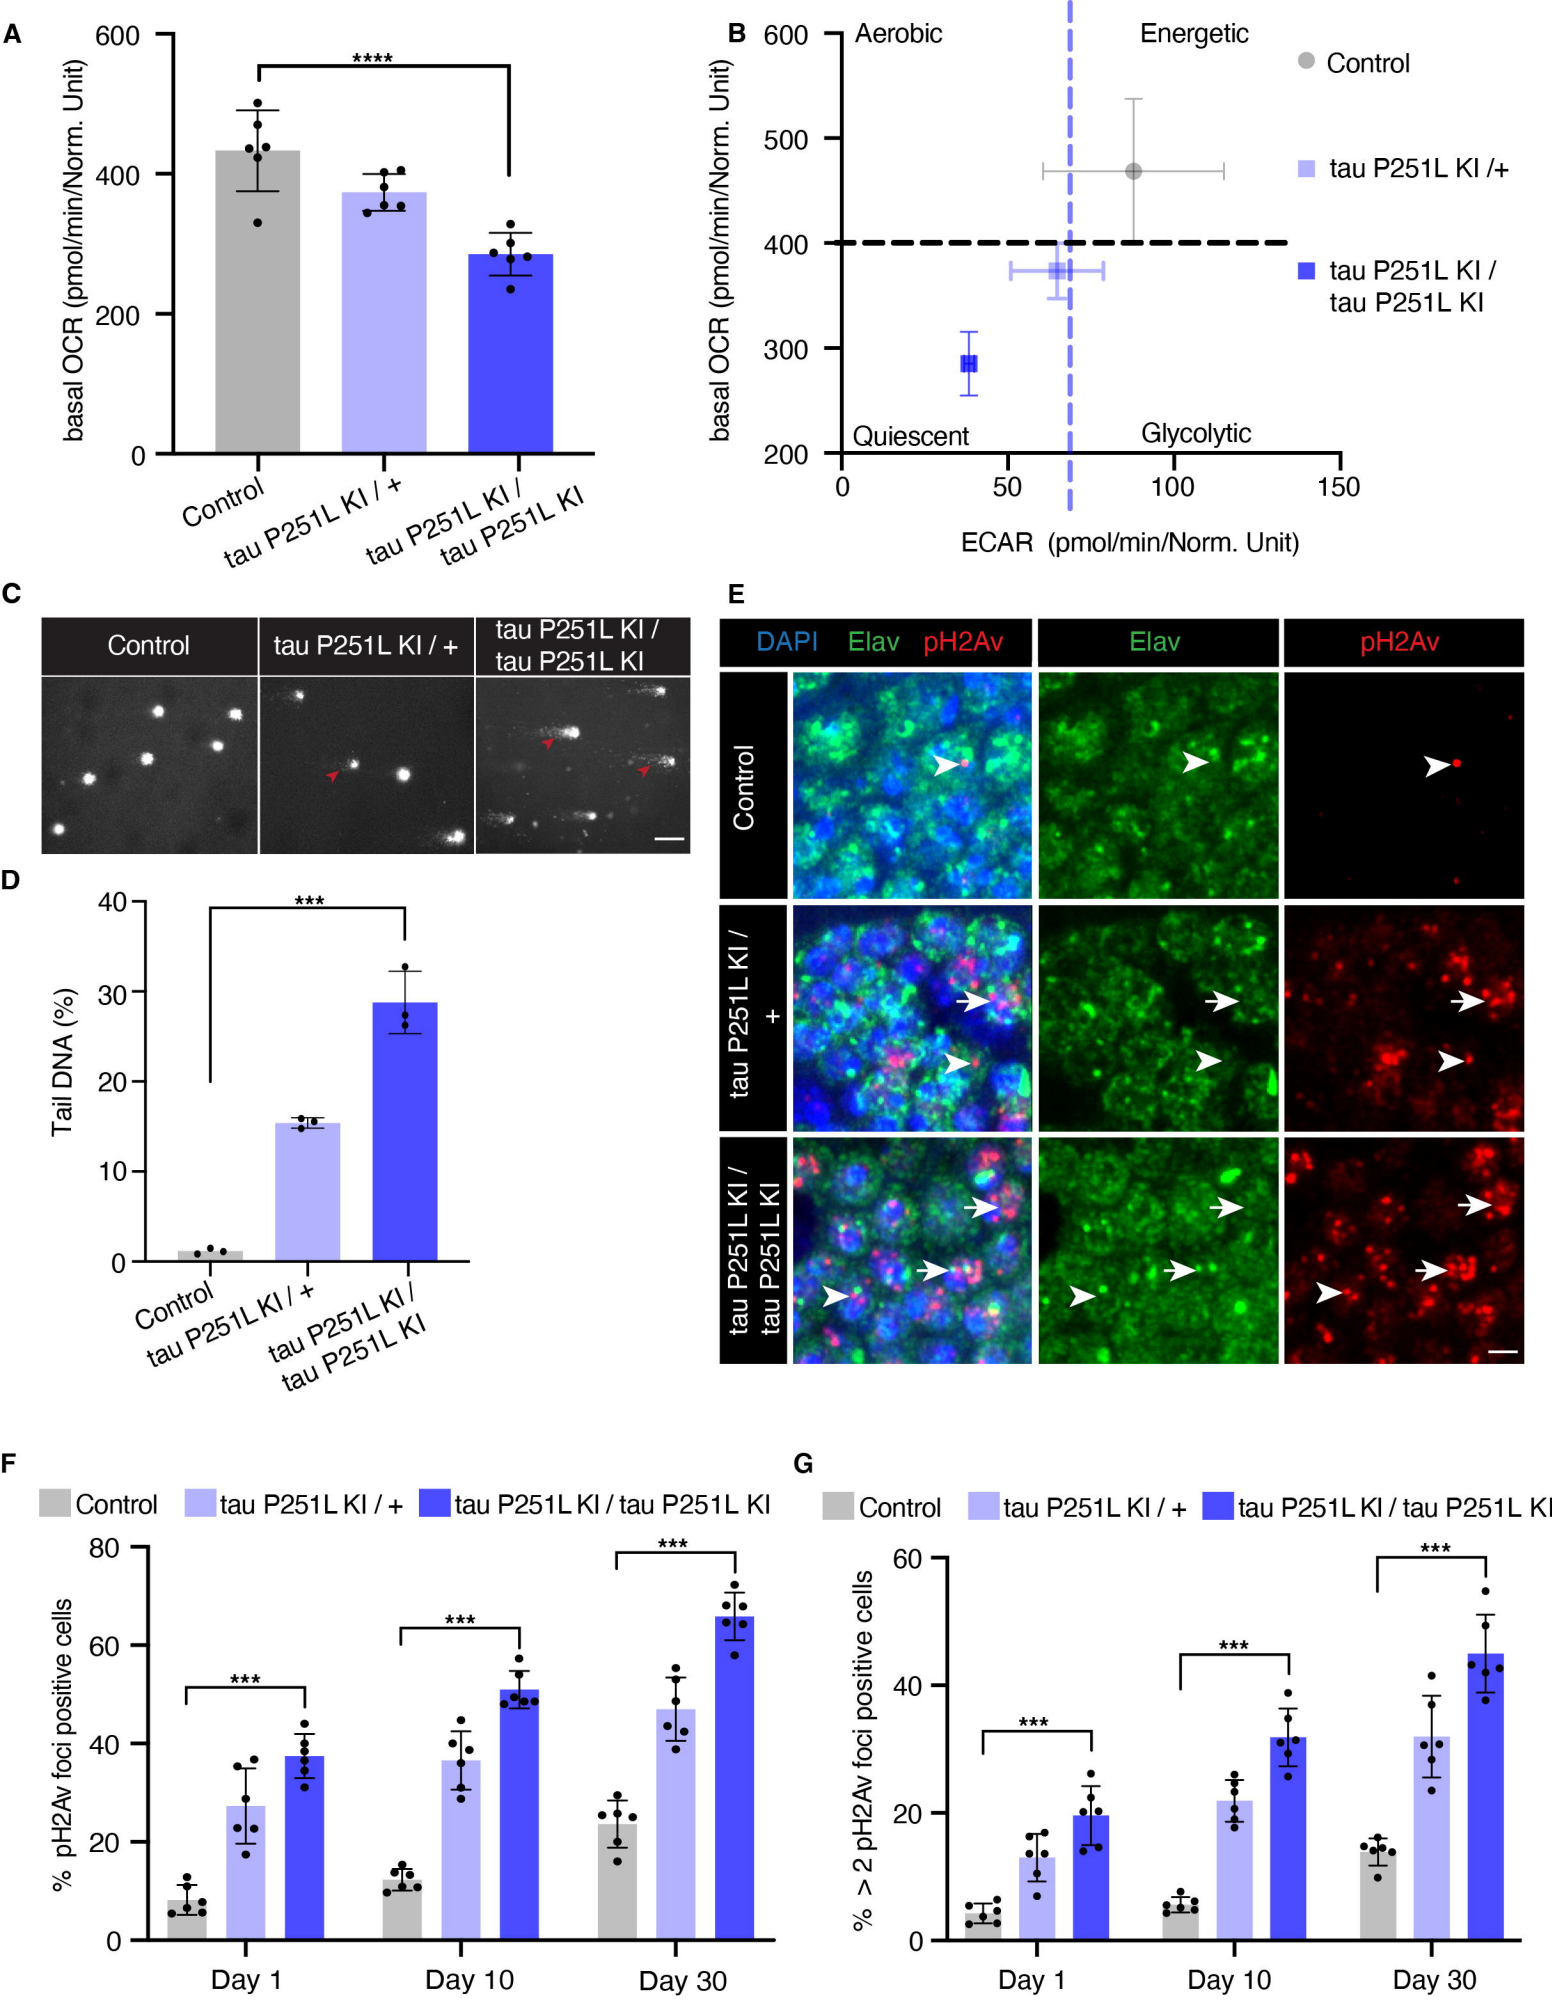 A
600
400
200
0
basal OCR (pmol/min/Norm. Unit)
****
Control
tau P251L KI / +
tau P251L KI /
tau P251L KI
B
600
500
400
300
200
basal OCR (pmol/min/Norm. Unit)
Aerobic
Energetic
Quiescent
Glycolytic
0
50
100
150
ECAR (pmol/min/Norm. Unit)
Control
tau P251L KI /+
tau P251L KI /
tau P251L KI
C
Control
tau P251L KI / +
tau P251L KI /
tau P251L KI
D
40
30
20
10
0
Tail DNA (%)
***
Control
tau P251L KI / +
tau P251L KI /
tau P251L KI
E
DAPI Elav pH2Av
Elav
pH2Av
Control
tau P251L KI /
+
tau P251L KI /
tau P251L KI
F
Control
tau P251L KI / +
tau P251L KI / tau P251L KI
80
60
40
20
0
% pH2Av foci positive cells
***
***
***
Day 1
Day 10
Day 30
G
Control
tau P251L KI / +
tau P251L KI / tau P251L KI
60
40
20
0
% > 2 pH2Av foci positive cells
***
***
***
Day 1
Day 10
Day 30